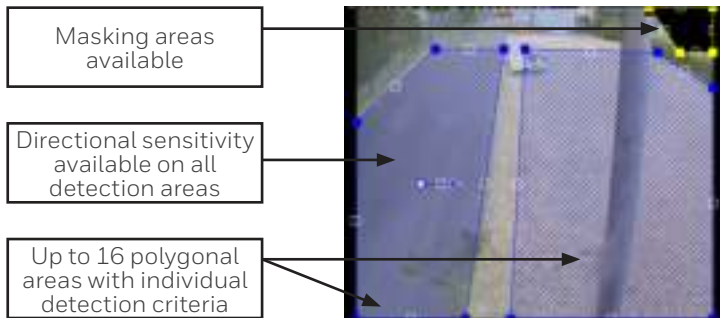 Masking areas
available
Directional sensitivity
available on all
detection areas
Up to 16 polygonal
areas with individual
detection criteria